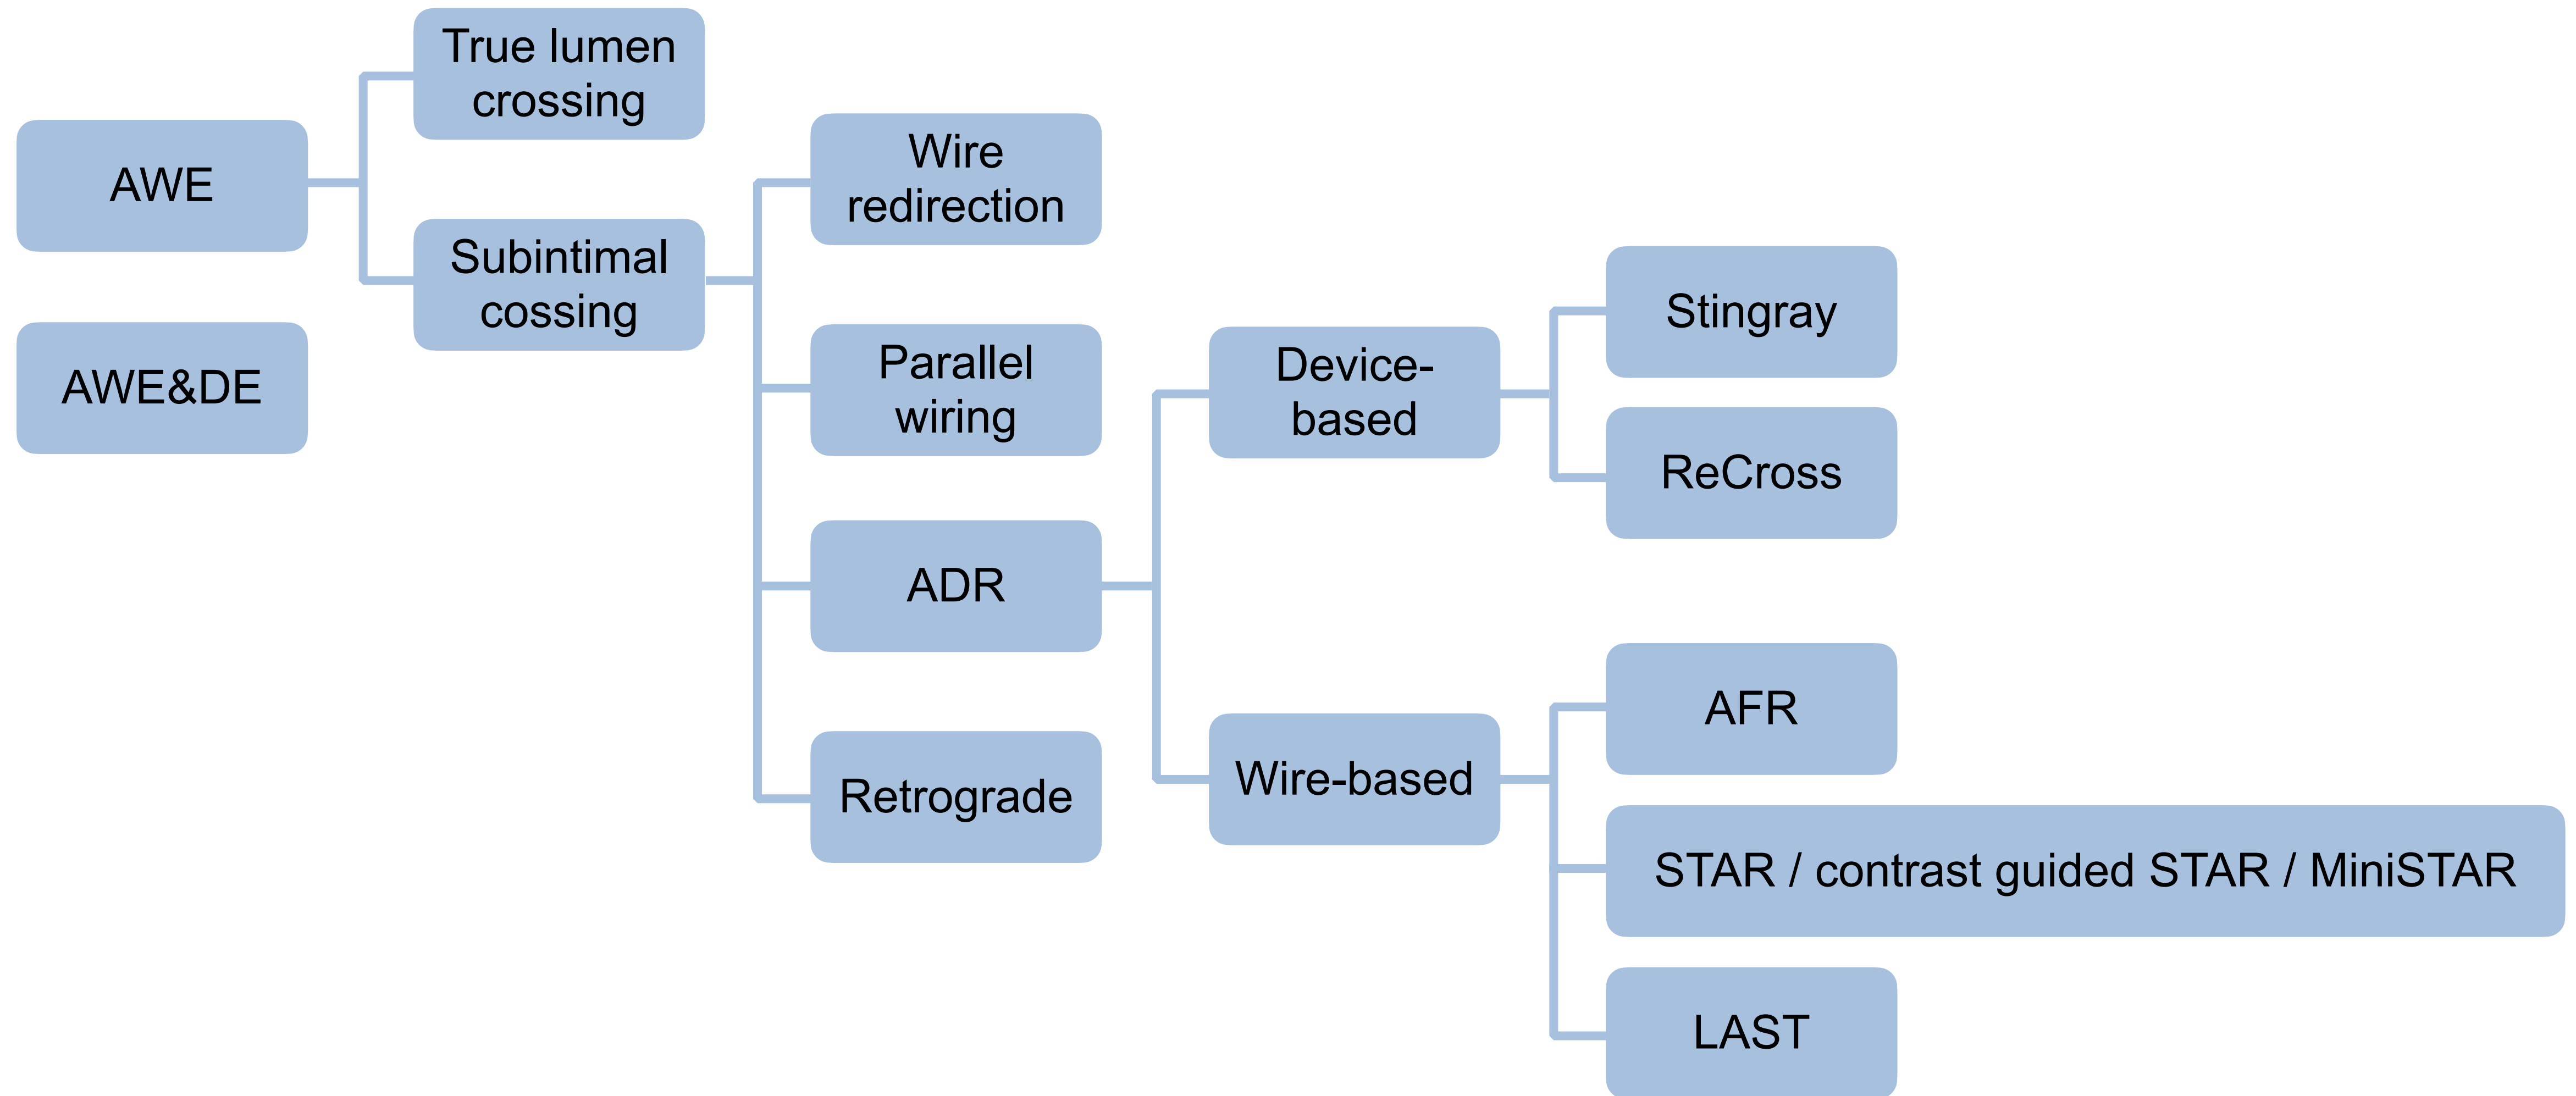 True lumen
crossing
AWE
Subintimal
cossing
AWE&DE
Wire
redirection
Parallel
wiring
ADR
Retrograde
Device-
based
Wire-based
Stingray
ReCross
AFR
STAR / contrast guided STAR / MiniSTAR
LAST